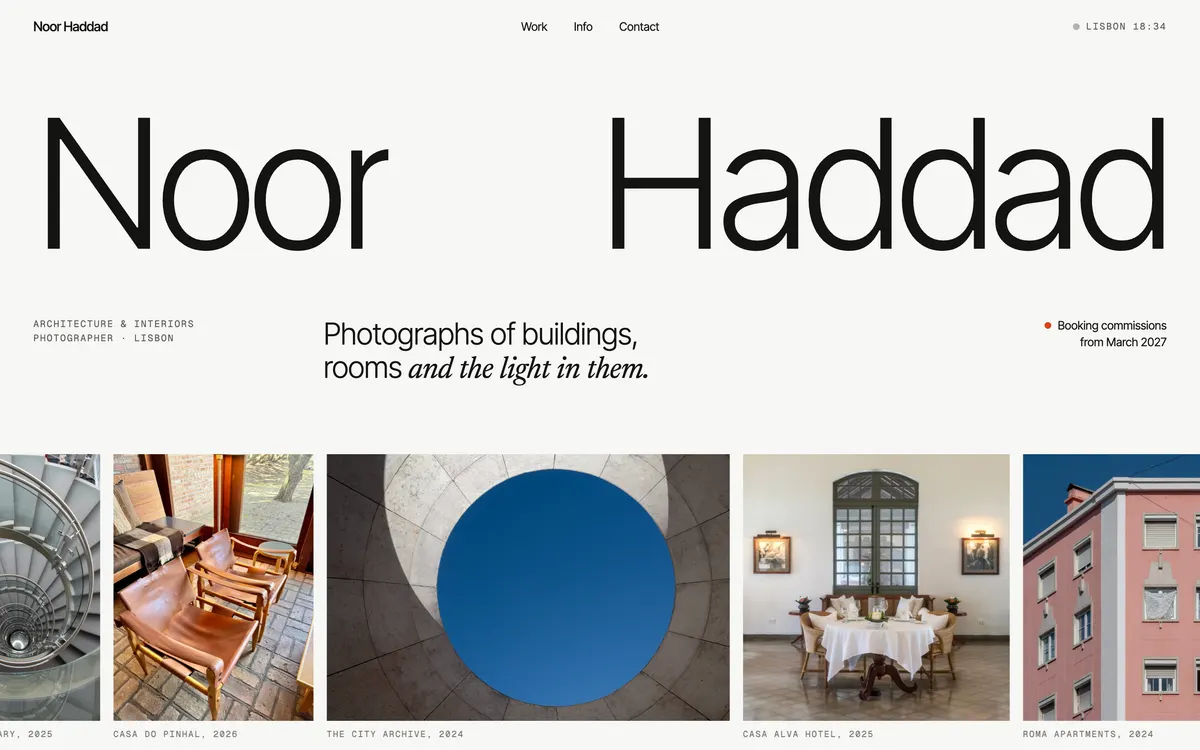 Noor Haddad
Work
Info
Contact
LISBON 18:34
Noor Haddad
ARCHITECTURE & INTERIORS
PHOTOGRAPHER · LISBON
Photographs of buildings,
rooms and the light in them.
Booking commissions
from March 2027
ARY, 2025
CASA DO PINHAL, 2026
THE CITY ARCHIVE, 2024
CASA ALVA HOTEL, 2025
ROMA APARTMENTS, 2024